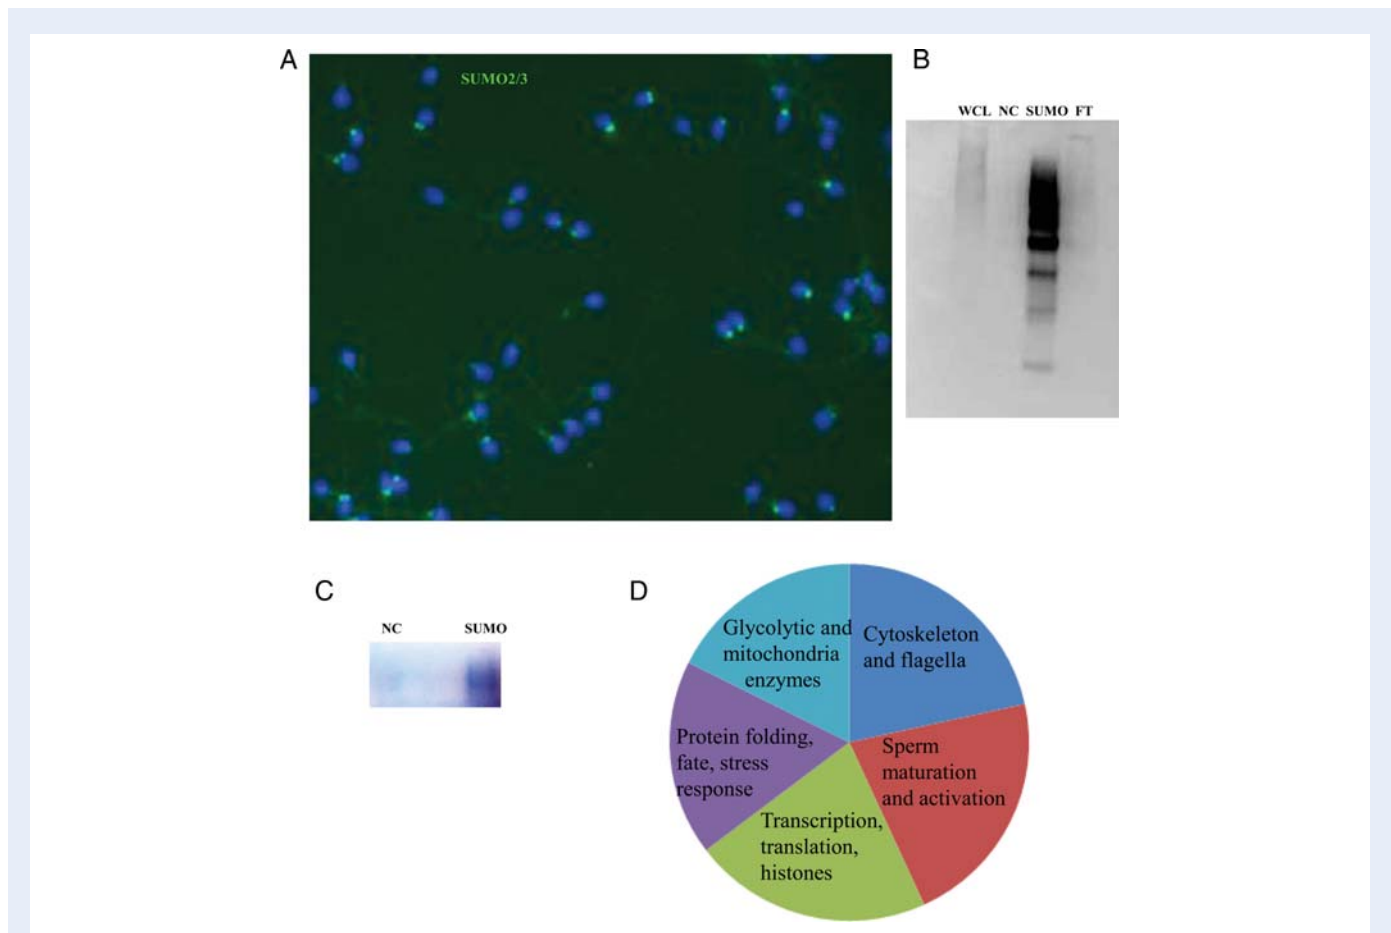 A
SUMO2/3
B
WCL NC SUMO FT
C
NC SUMO
D
Glycolytic and
mitochondria
enzymes
Cytoskeleton
and flagella
Protein folding,
fate, stress
response
Sperm
maturation
and activation
Transcription,
translation,
histones